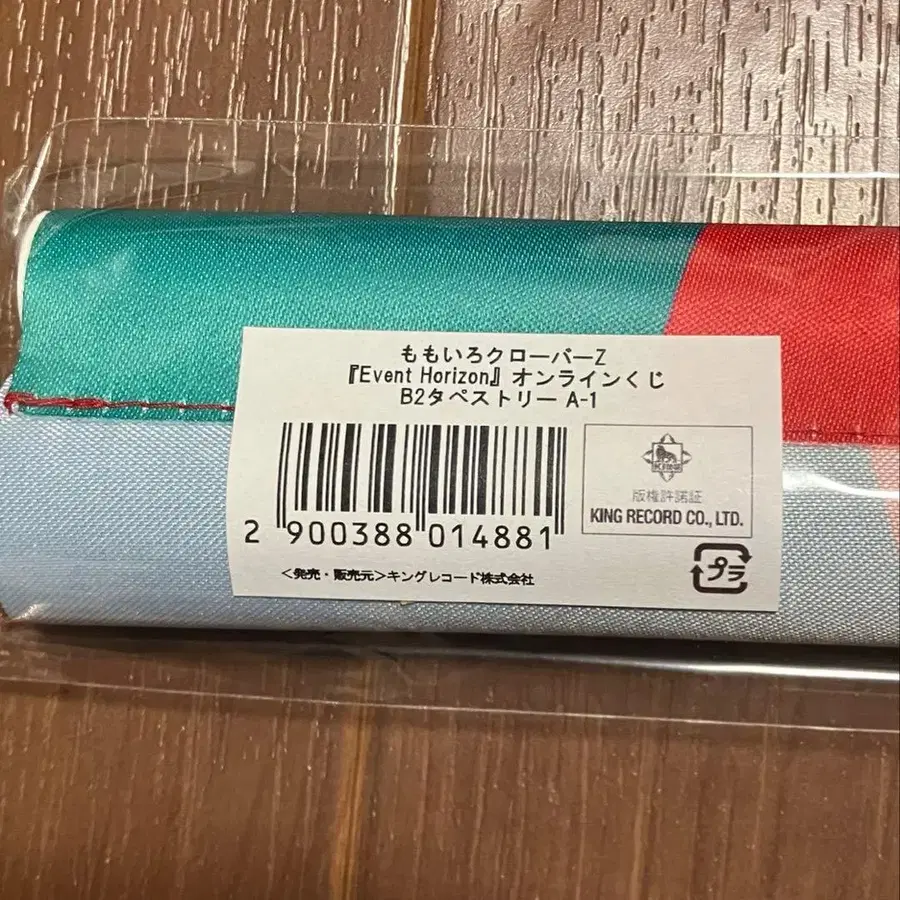 ももいろクローバーZ
『Event Horizon』オンラインくじ
B2タペストリー A-1
2 900388 014881
KING
版権許諾証
KING RECORD CO., LTD.
プラ
<発売・販売元>キングレコード株式会社